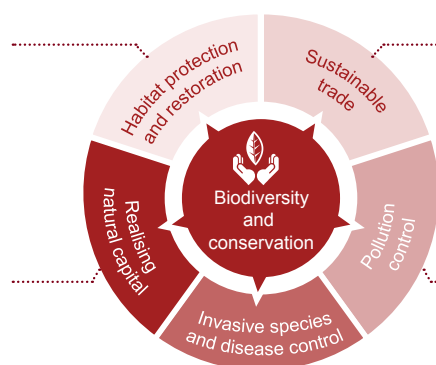 Habitat protection
and restoration
Sustainable
trade
Biodiversity
and
conservation
Realising
natural capital
Pollution
control
Invasive species
and disease control